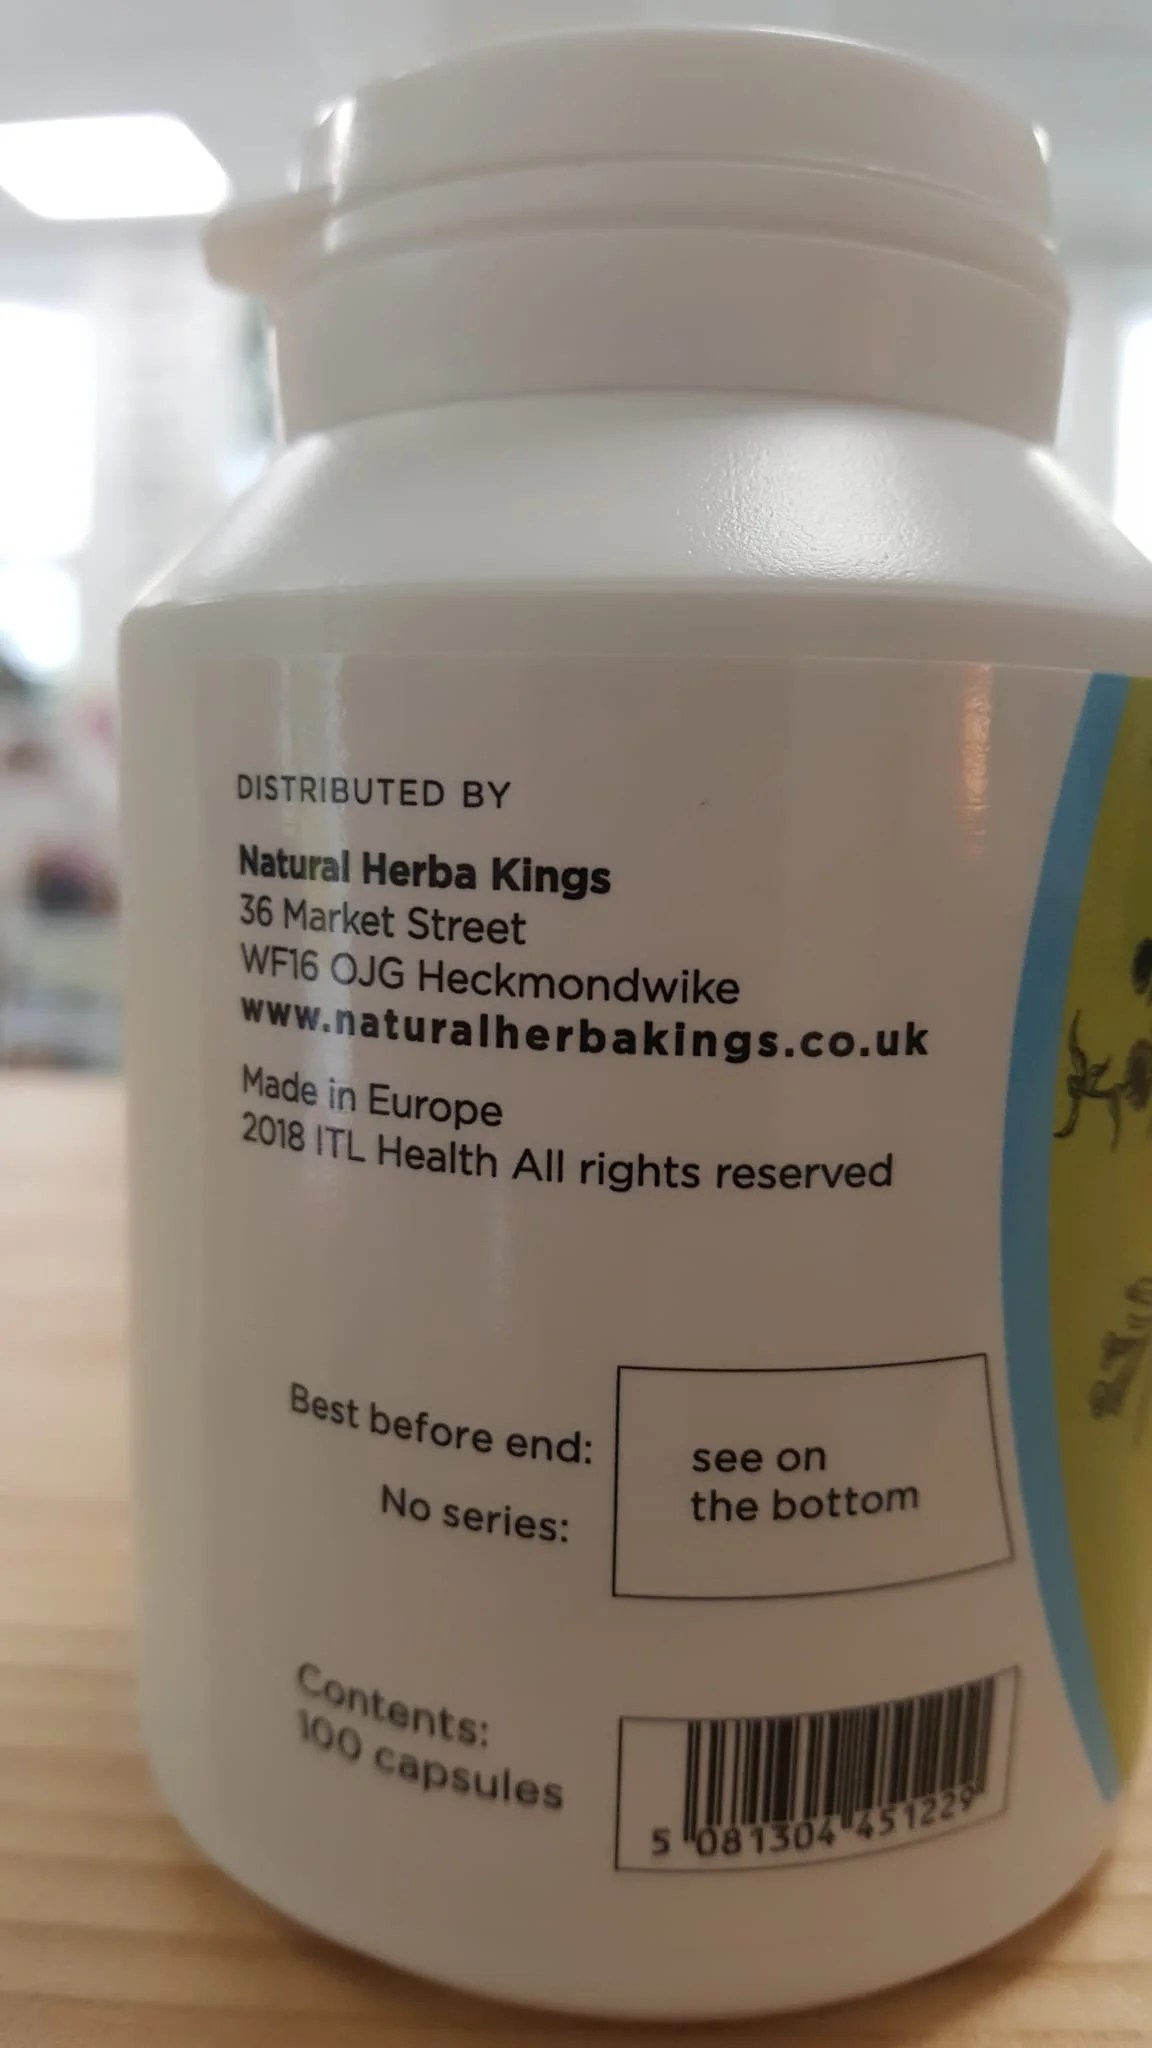 DISTRIBUTED BY
Natural Herba Kings
36 Market Street
WF16 OJG Heckmondwike
www.naturalherbakings.co.uk
Made in Europe
2018 ITL Health All rights reserved
Best before end:
No series:
see on
the bottom
Contents:
100 capsules
5 081304 451229